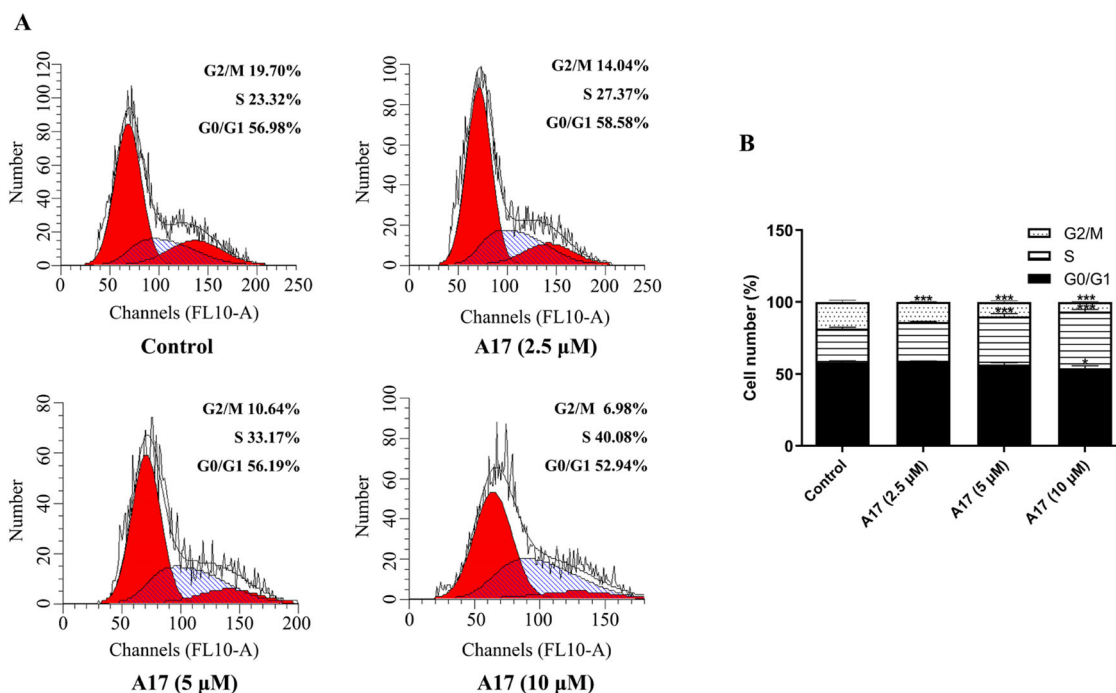 A
G2/M 19.70%
S 23.32%
G0/G1 56.98%
120
100
80
60
40
20
0
Number
0 50 100 150 200 250
Channels (FL10-A)
Control
G2/M 14.04%
S 27.37%
G0/G1 58.58%
100
80
60
40
20
0
Number
0 50 100 150 200 250
Channels (FL10-A)
A17 (2.5 μM)
G2/M 10.64%
S 33.17%
G0/G1 56.19%
80
60
40
20
0
Number
0 50 100 150 200
Channels (FL10-A)
A17 (5 μM)
G2/M 6.98%
S 40.08%
G0/G1 52.94%
100
80
60
40
20
0
Number
0 50 100 150
Channels (FL10-A)
A17 (10 μM)
B
G2/M
S
G0/G1
150
100
50
0
Cell number (%)
*** *** ***
*** ***
*
Control
A17 (2.5 μM)
A17 (5 μM)
A17 (10 μM)